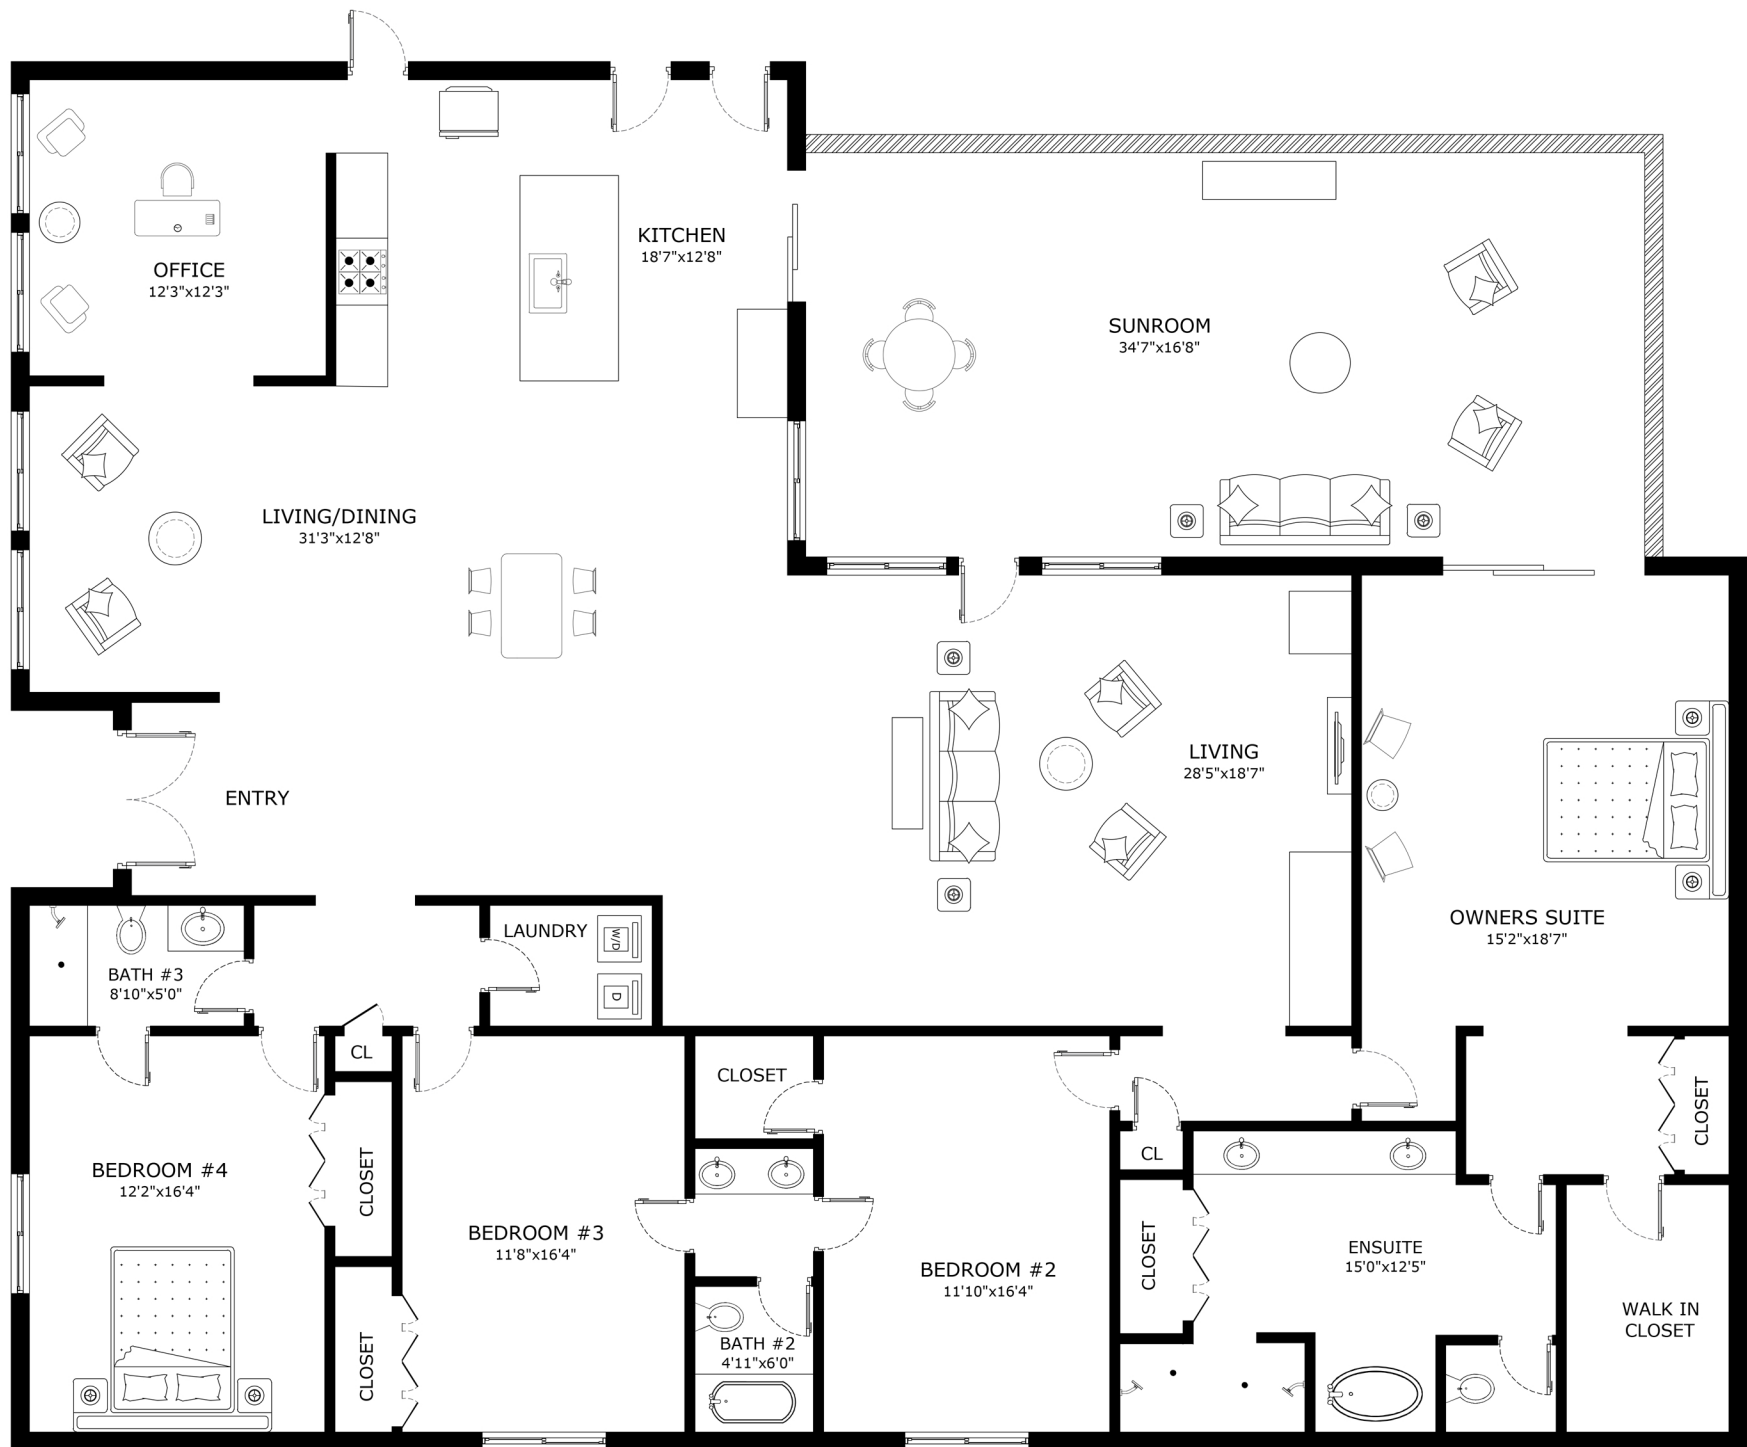 KITCHEN
18'7"x12'8"
OFFICE
12'3"x12'3"
SUNROOM
34'7"x16'8"
LIVING/DINING
31'3"x12'8"
LIVING
28'5"x18'7"
ENTRY
OWNERS SUITE
15'2"x18'7"
LAUNDRY
W/D
D
BATH #3
8'10"x5'0"
CL
CLOSET
CLOSET
BEDROOM #4
12'2"x16'4"
CLOSET
CL
BEDROOM #3
11'8"x16'4"
CLOSET
ENSUITE
15'0"x12'5"
BEDROOM #2
11'10"x16'4"
WALK IN
CLOSET
BATH #2
4'11"x6'0"
CLOSET